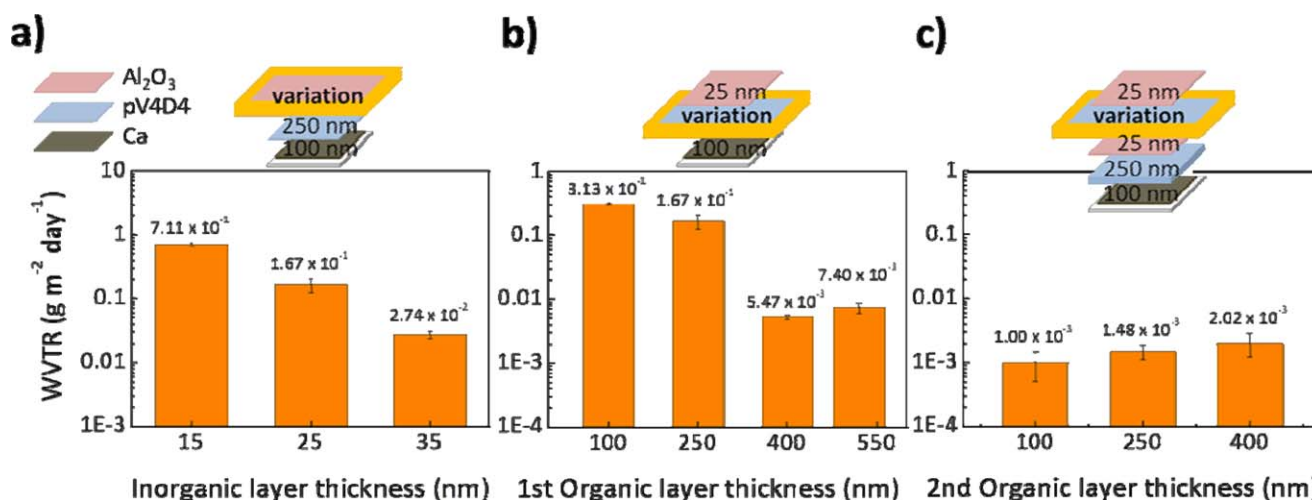 a)
Al₂O₃
pV4D4
Ca
variation
250 nm
100 nm
WVTR (g m⁻² day⁻¹)
10
1
0.1
0.01
1E-3
7.11 x 10⁻¹
1.67 x 10⁻¹
2.74 x 10⁻²
15 25 35
Inorganic layer thickness (nm)
b)
25 nm
variation
100 nm
1
0.1
0.01
1E-3
1E-4
3.13 x 10⁻¹
1.67 x 10⁻¹
5.47 x 10⁻³
7.40 x 10⁻³
100 250 400 550
1st Organic layer thickness (nm)
c)
25 nm
variation
25 nm
250 nm
100 nm
1
0.1
0.01
1E-3
1E-4
1.00 x 10⁻³
1.48 x 10⁻³
2.02 x 10⁻³
100 250 400
2nd Organic layer thickness (nm)